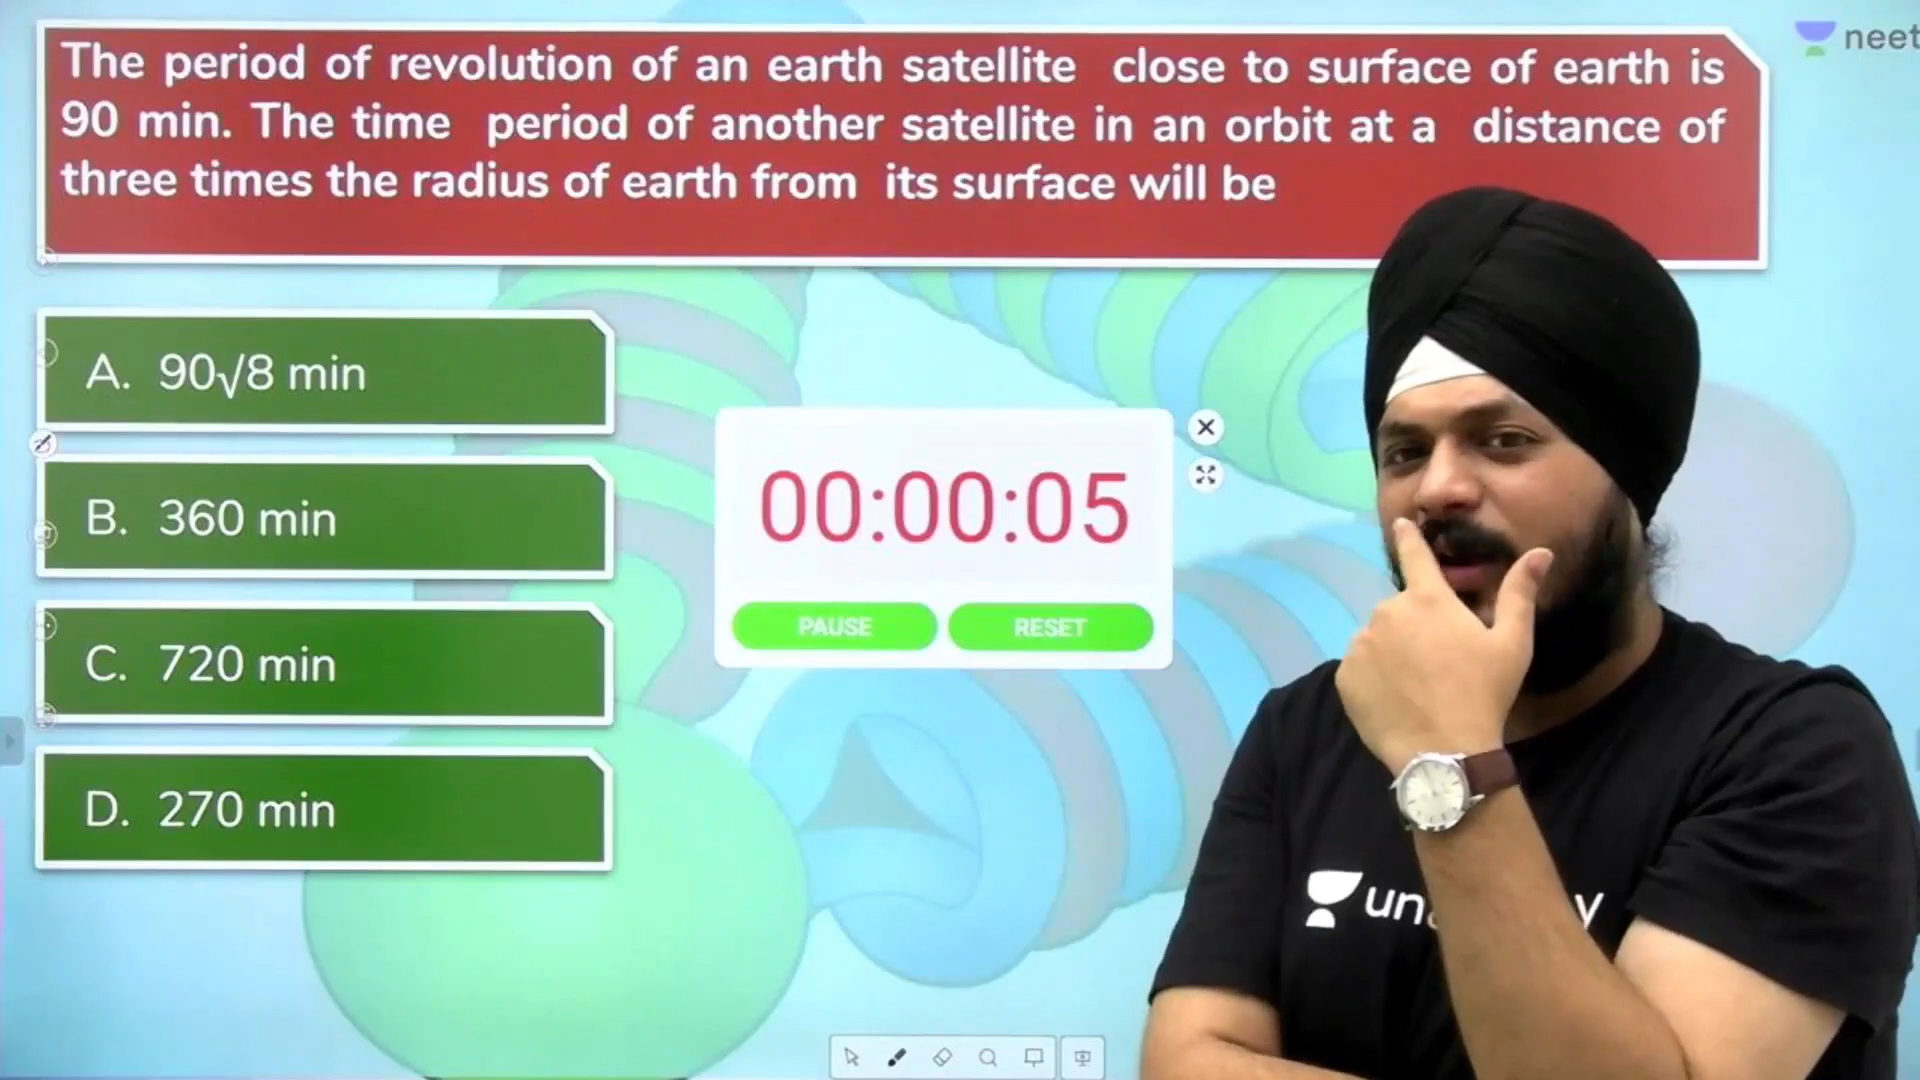 The period of revolution of an earth satellite close to surface of earth is
90 min. The time period of another satellite in an orbit at a distance of
three times the radius of earth from its surface will be
neet
A. 90√8 min
B. 360 min
C. 720 min
D. 270 min
00:00:05
PAUSE RESET